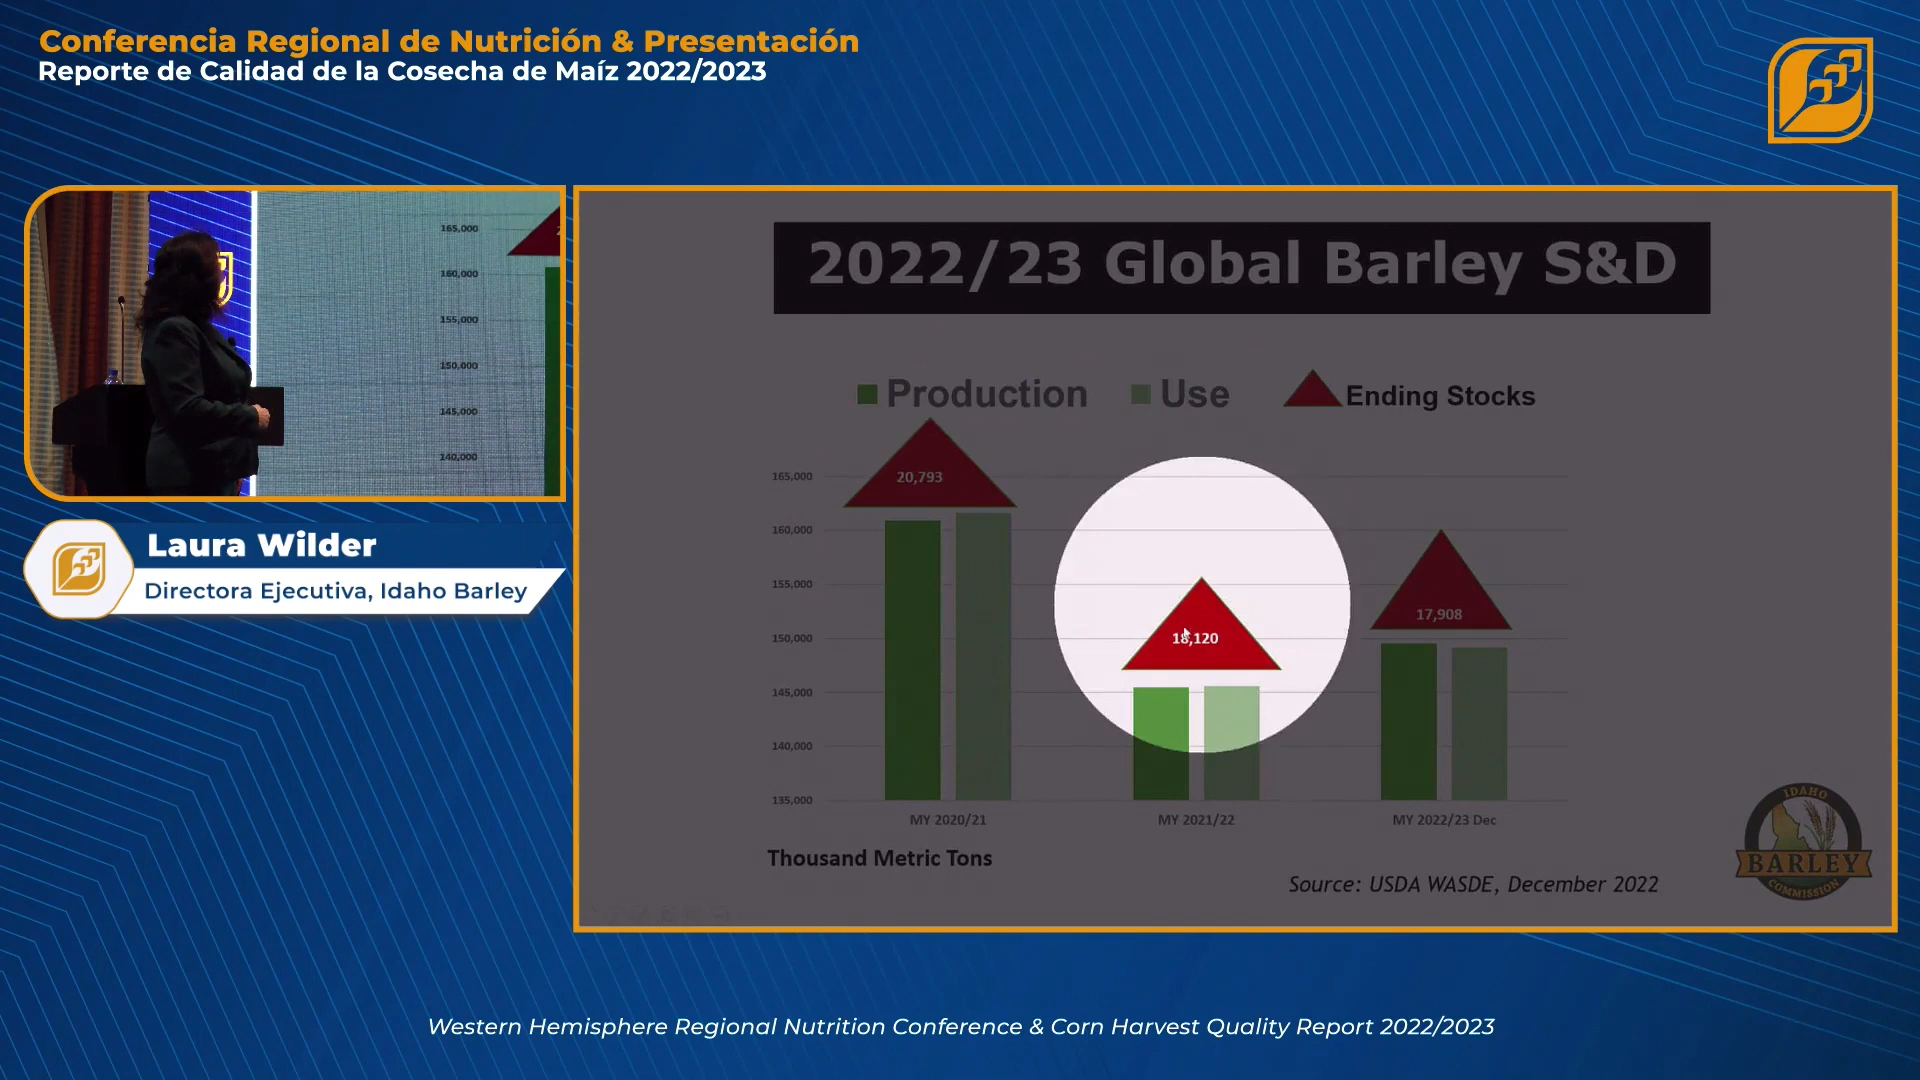 Conferencia Regional de Nutrición & Presentación
Reporte de Calidad de la Cosecha de Maíz 2022/2023
165,000
160,000
155,000
150,000
145,000
140,000
Laura Wilder
Directora Ejecutiva, Idaho Barley
2022/23 Global Barley S&D
Production Use Ending Stocks
165,000
160,000
155,000
150,000
145,000
140,000
135,000
20,793
18,120
17,908
MY 2020/21 MY 2021/22 MY 2022/23 Dec
Thousand Metric Tons
Source: USDA WASDE, December 2022
IDAHO
BARLEY
COMMISSION
Western Hemisphere Regional Nutrition Conference & Corn Harvest Quality Report 2022/2023